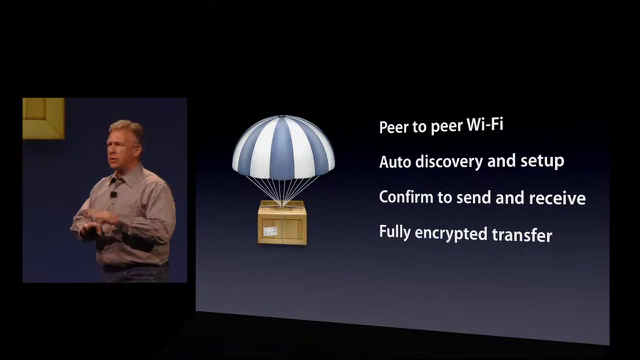 Peer to peer Wi-Fi
Auto discovery and setup
Confirm to send and receive
Fully encrypted transfer